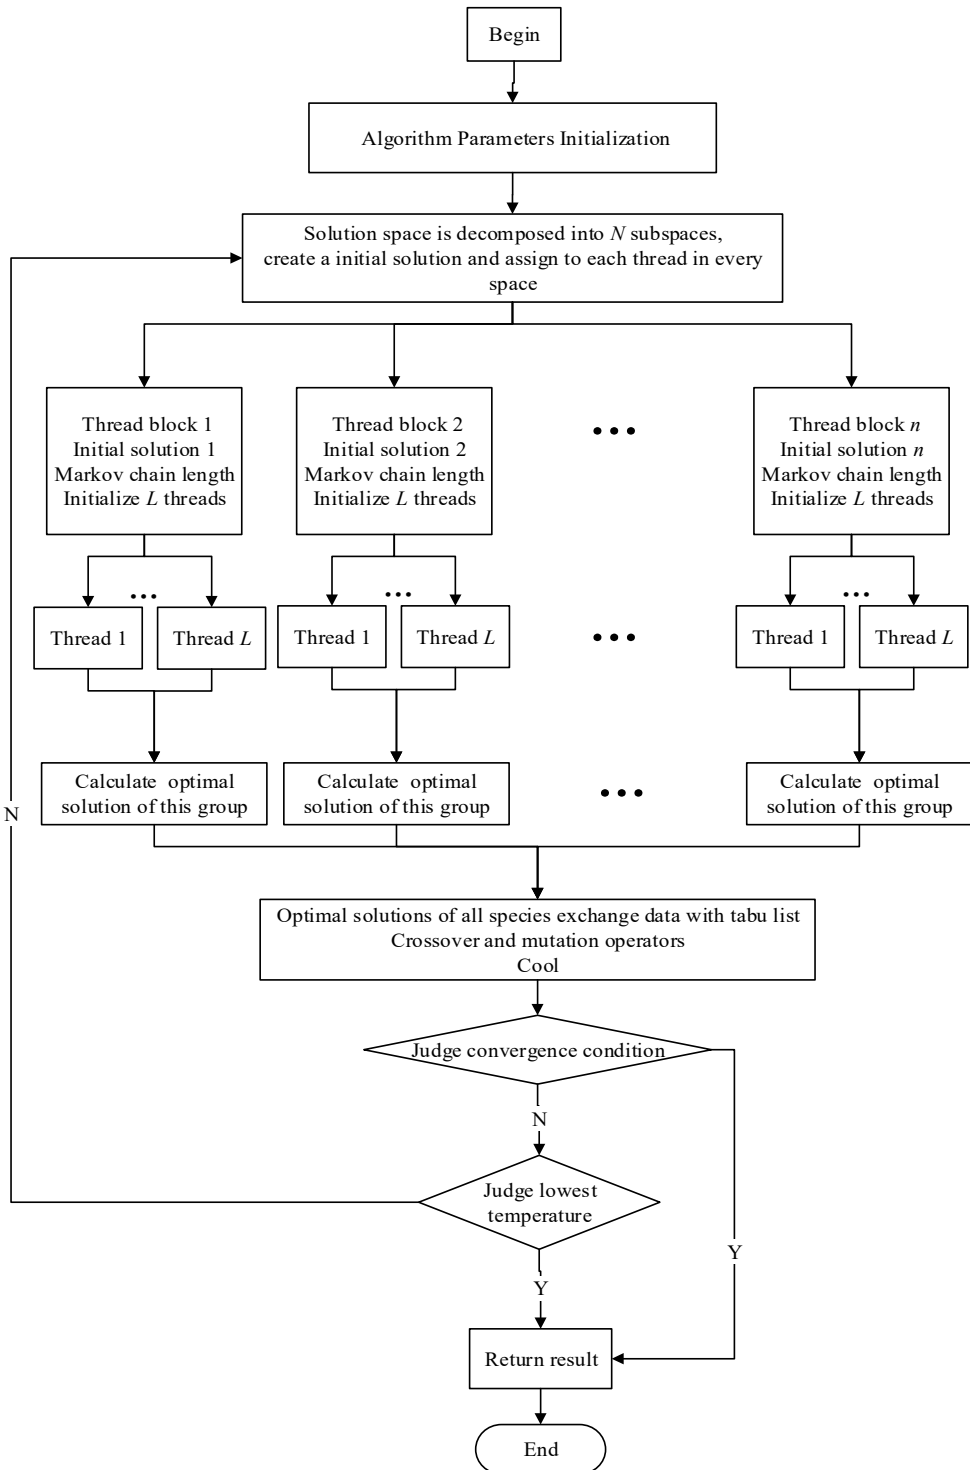 Begin
Algorithm Parameters Initialization
Solution space is decomposed into N subspaces,
create a initial solution and assign to each thread in every
space
Thread block 1
Initial solution 1
Markov chain length
Initialize L threads
Thread block 2
Initial solution 2
Markov chain length
Initialize L threads
•••
Thread block n
Initial solution n
Markov chain length
Initialize L threads
...
Thread 1
Thread L
...
Thread 1
Thread L
•••
...
Thread 1
Thread L
Calculate optimal
solution of this group
Calculate optimal
solution of this group
•••
Calculate optimal
solution of this group
N
Optimal solutions of all species exchange data with tabu list
Crossover and mutation operators
Cool
Judge convergence condition
N
Judge lowest
temperature
Y
Y
Return result
End